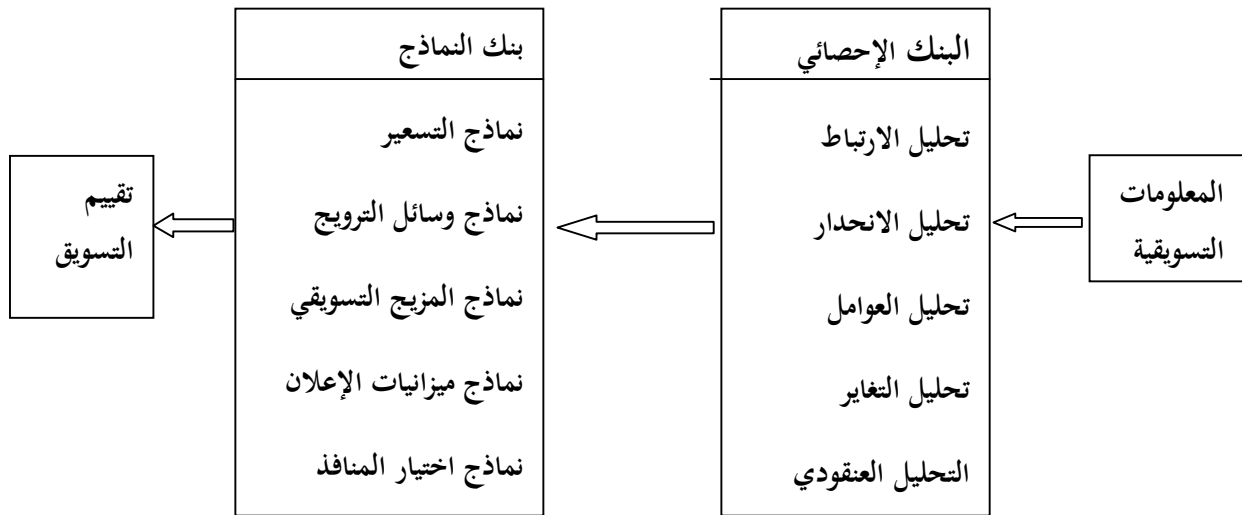 المعلومات
التسويقية
البنك الإحصائي
تحليل الارتباط
تحليل الانحدار
تحليل العوامل
تحليل التغاير
التحليل العنقودي
بنك النماذج
نماذج التسعير
نماذج وسائل الترويج
نماذج المزيج التسويقي
نماذج ميزانيات الإعلان
نماذج اختيار المنافذ
تقييم
التسويق